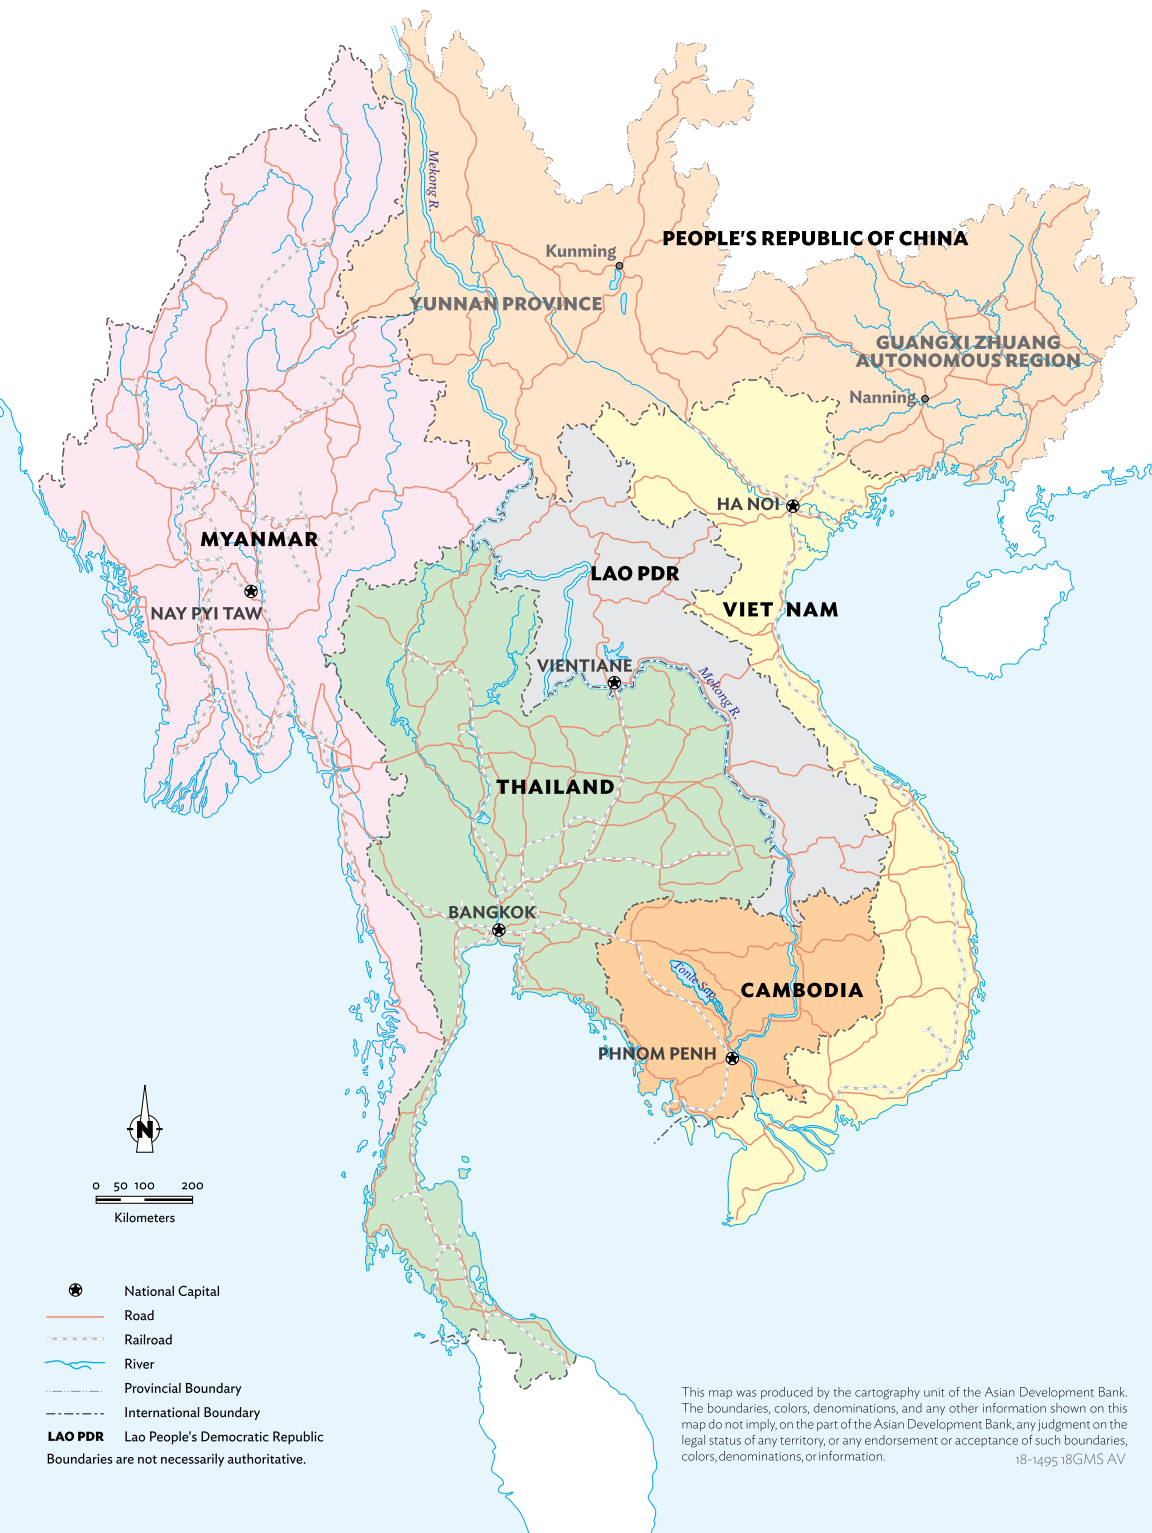 Mekong R.
PEOPLE'S REPUBLIC OF CHINA
Kunming
YUNNAN PROVINCE
GUANGXI ZHUANG
AUTONOMOUS REGION
Nanning
HA NOI
MYANMAR
LAO PDR
NAY PYI TAW
VIET NAM
VIENTIANE
Mekong R.
THAILAND
BANGKOK
Tonle Sap
CAMBODIA
PHNOM PENH
N
0 50 100 200
Kilometers
National Capital
Road
Railroad
River
Provincial Boundary
International Boundary
LAO PDR Lao People's Democratic Republic
Boundaries are not necessarily authoritative.
This map was produced by the cartography unit of the Asian Development Bank.
The boundaries, colors, denominations, and any other information shown on this
map do not imply, on the part of the Asian Development Bank, any judgment on the
legal status of any territory, or any endorsement or acceptance of such boundaries,
colors, denominations, or information.
18-1495 18GMS AV